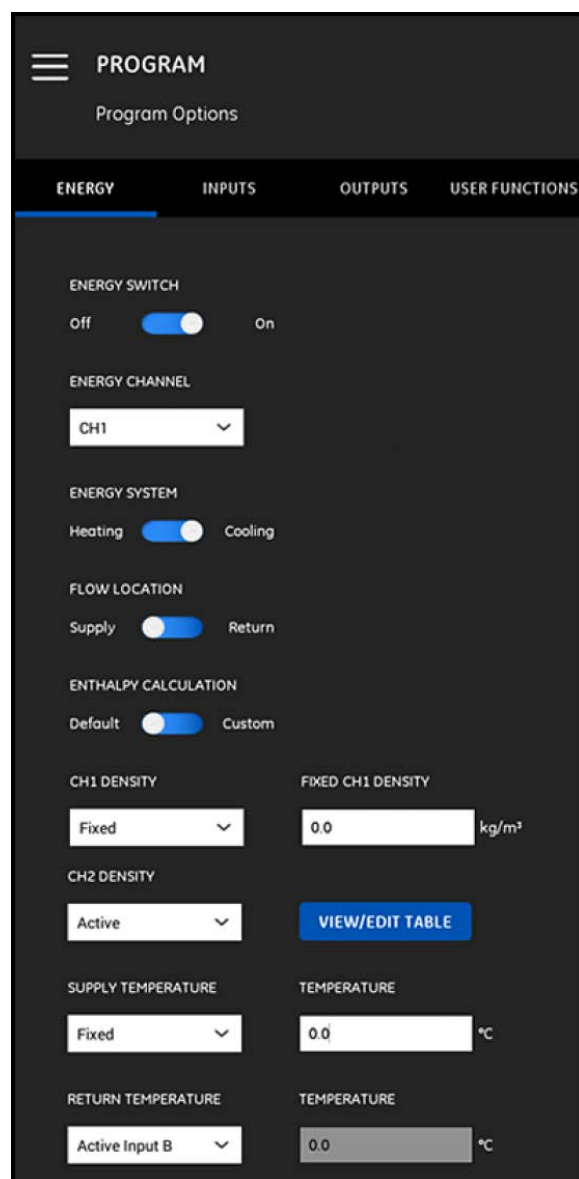 PROGRAM
Program Options
ENERGY INPUTS OUTPUTS USER FUNCTIONS
ENERGY SWITCH
Off On
ENERGY CHANNEL
CH1
ENERGY SYSTEM
Heating Cooling
FLOW LOCATION
Supply Return
ENTHALPY CALCULATION
Default Custom
CH1 DENSITY FIXED CH1 DENSITY
Fixed 0.0 kg/m³
CH2 DENSITY
Active VIEW/EDIT TABLE
SUPPLY TEMPERATURE TEMPERATURE
Fixed 0.0 °C
RETURN TEMPERATURE TEMPERATURE
Active Input B 0.0 °C